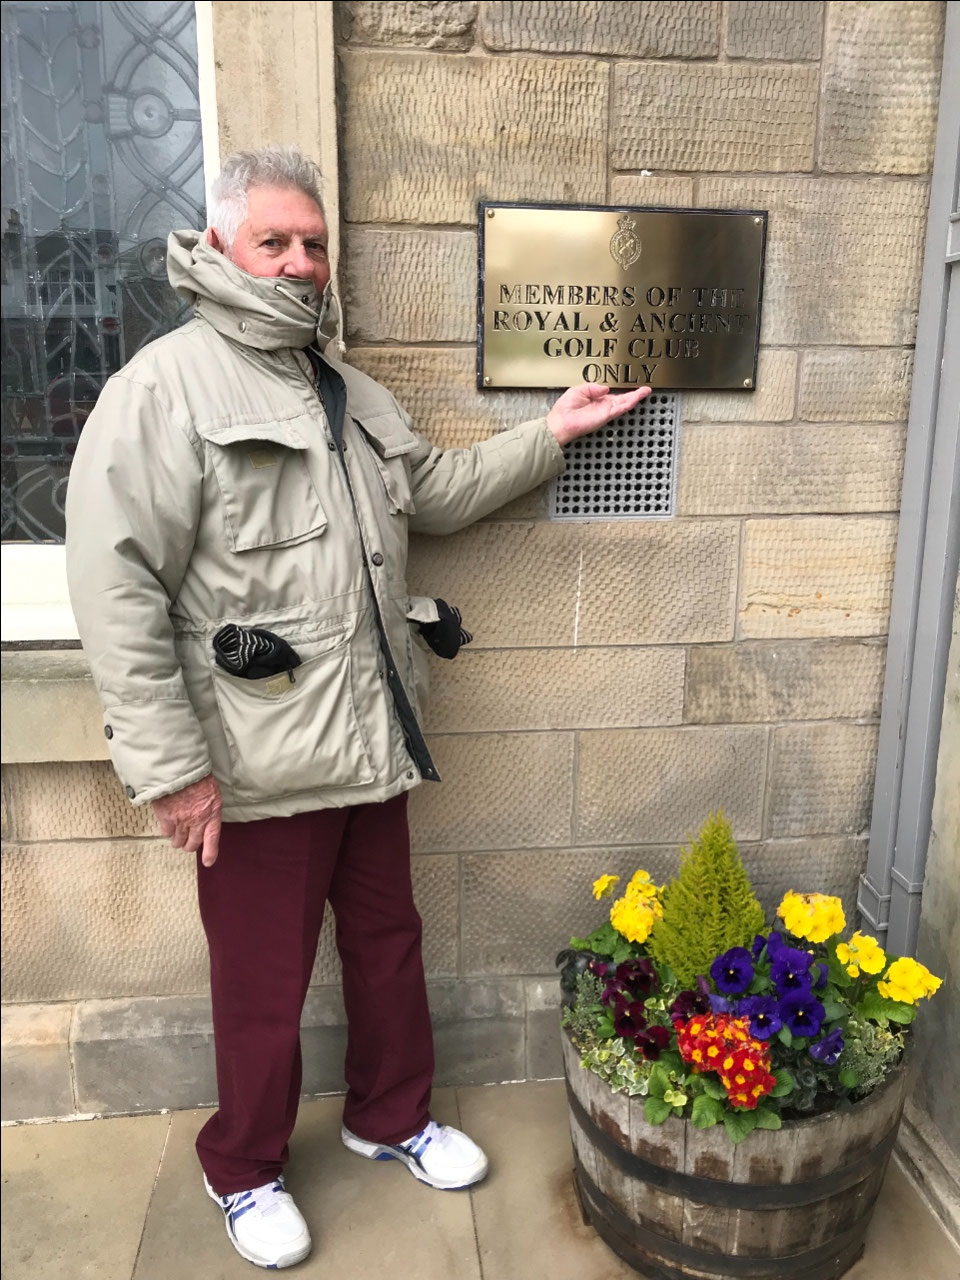 MEMBERS OF THE
ROYAL & ANCIENT
GOLF CLUB
ONLY